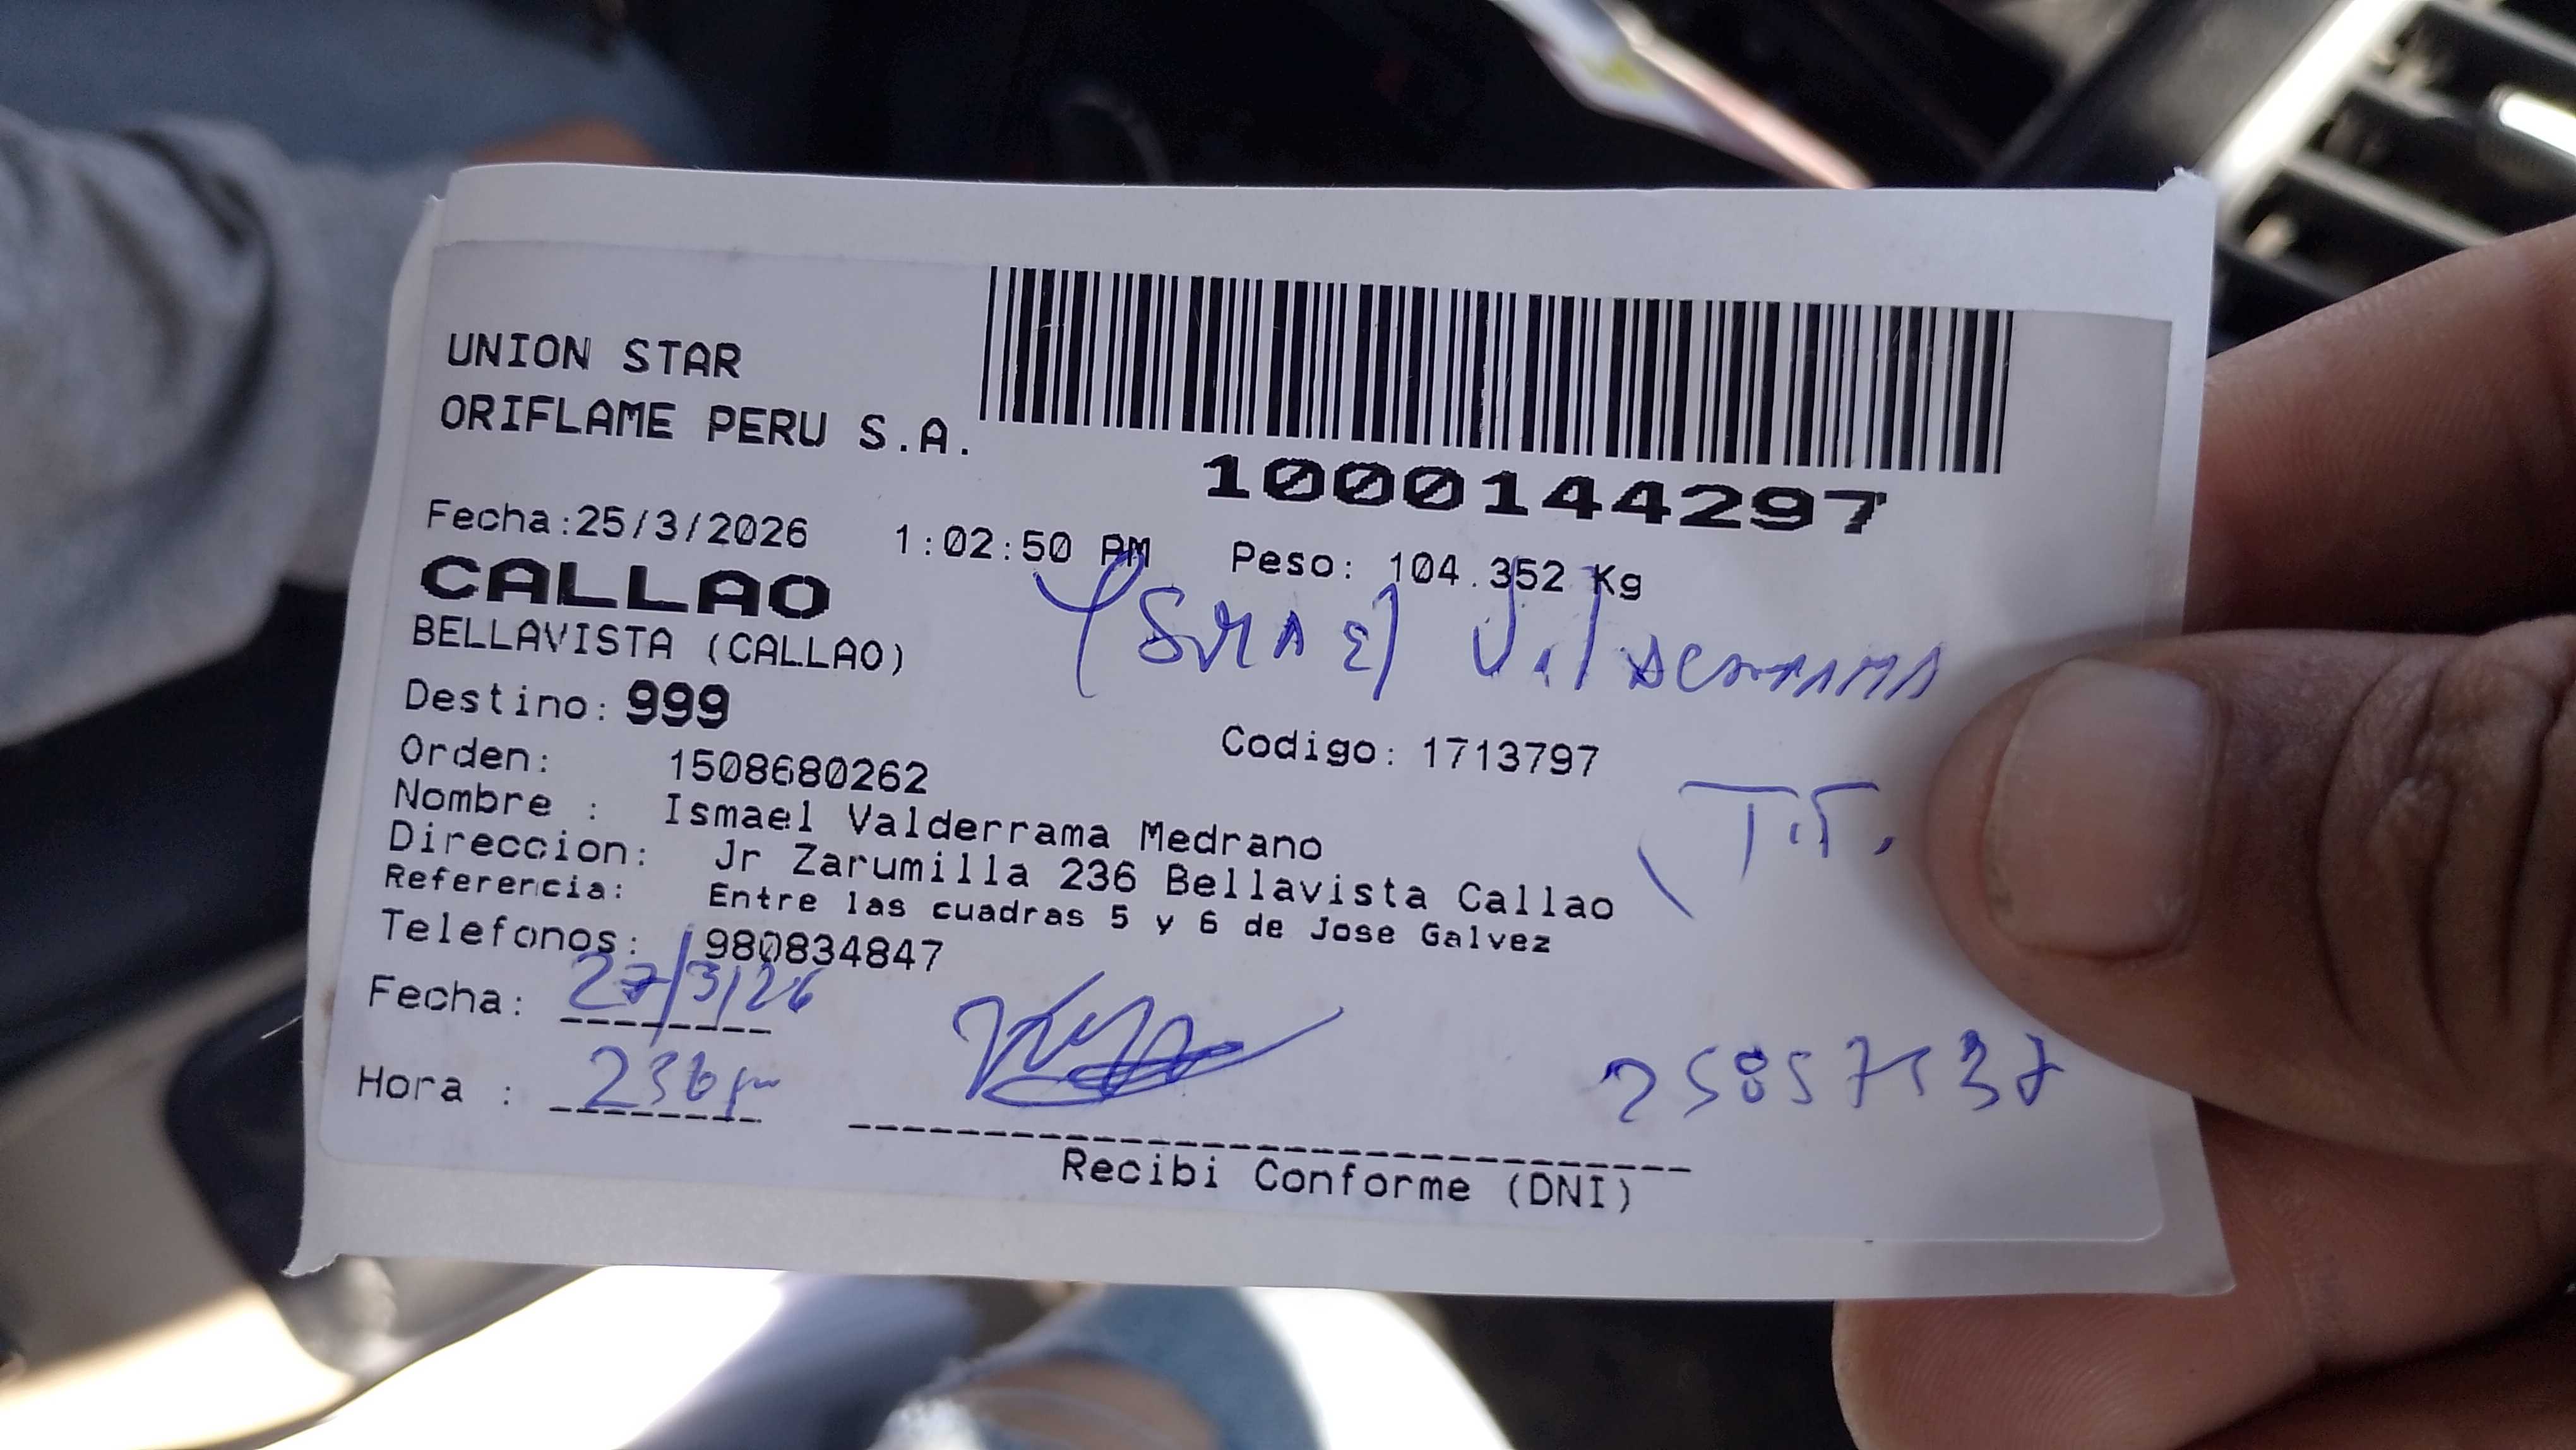 UNION STAR
ORIFLAME PERU S.A.
1000144297
Fecha:25/3/2026 1:02:50 PM Peso: 104.352 Kg
CALLAO
BELLAVISTA (CALLAO)
Destino: 999
Orden: 1508680262 Codigo: 1713797
Nombre : Ismael Valderrama Medrano
Direccion: Jr Zarumilla 236 Bellavista Callao
Referencia: Entre las cuadras 5 y 6 de Jose Galvez
Telefonos: 980834847
T.T.
Fecha: 27/3/26
Hora : 236 pm
Recibi Conforme (DNI)